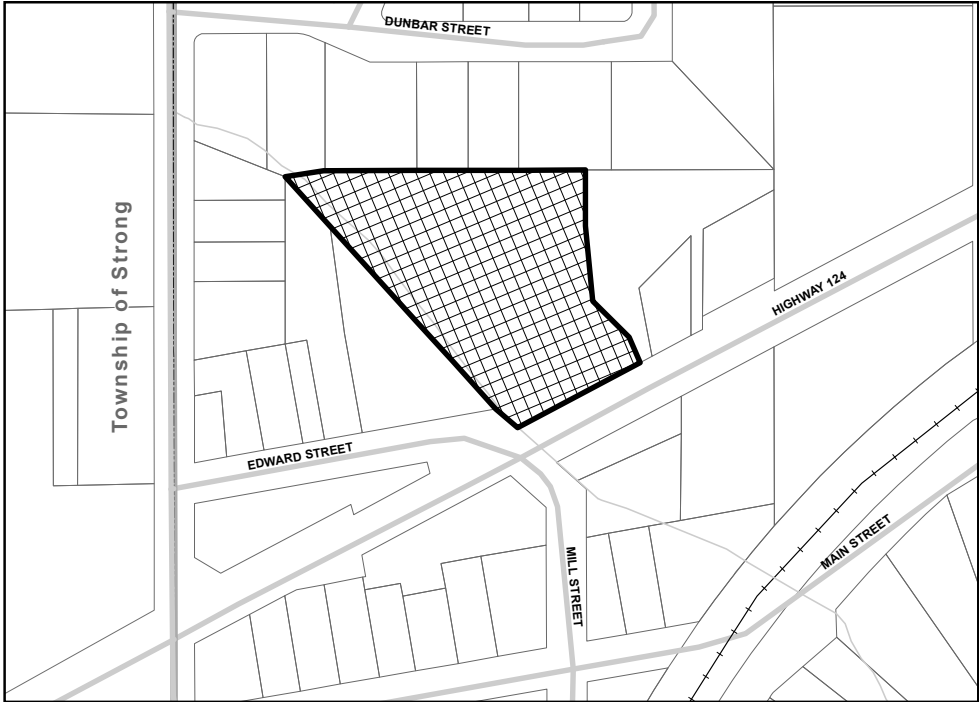 DUNBAR STREET
Township of Strong
HIGHWAY 124
EDWARD STREET
MAIN STREET
MILL STREET